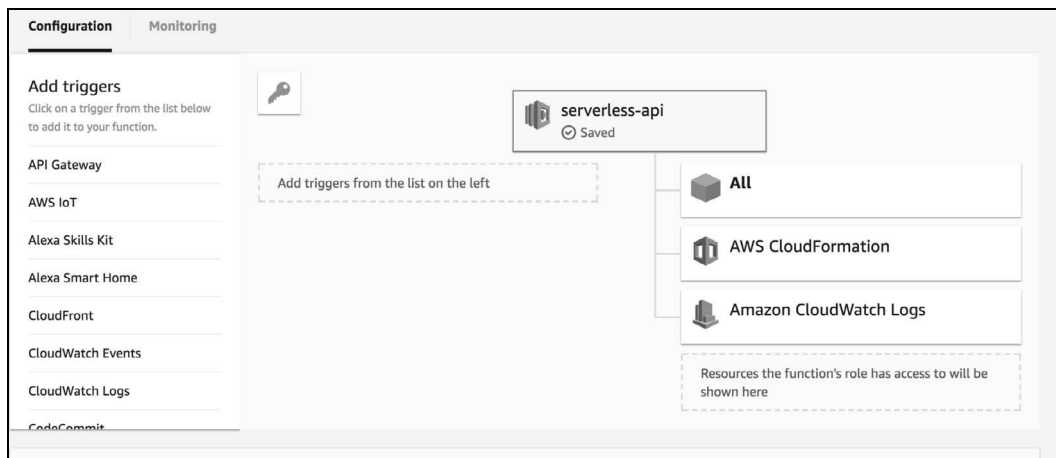 Configuration
Monitoring
Add triggers
Click on a trigger from the list below
to add it to your function.
API Gateway
AWS IoT
Alexa Skills Kit
Alexa Smart Home
CloudFront
CloudWatch Events
CloudWatch Logs
CodeCommit
Add triggers from the list on the left
serverless-api
Saved
All
AWS CloudFormation
Amazon CloudWatch Logs
Resources the function's role has access to will be
shown here